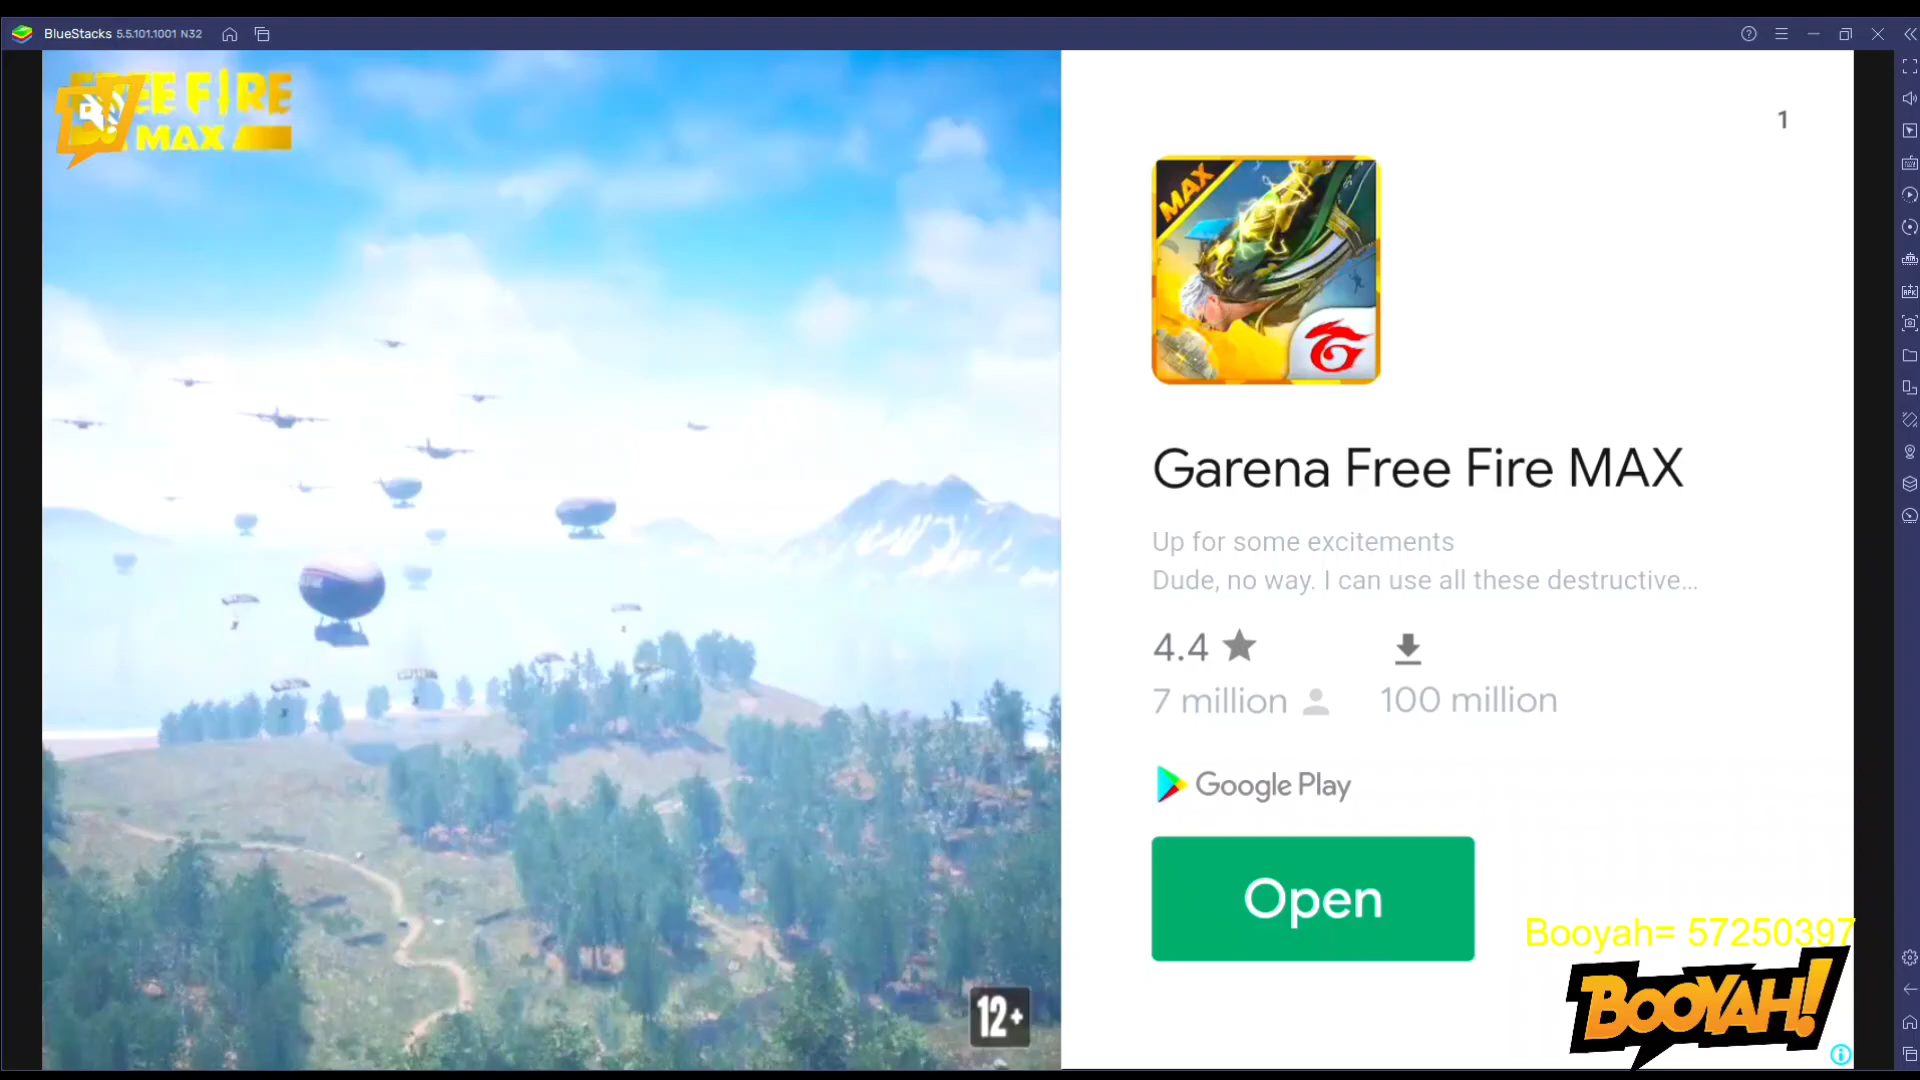 BlueStacks 5.5.101.1001 N32
FREE FIRE
MAX
1
MAX
Garena Free Fire MAX
Up for some excitements
Dude, no way. I can use all these destructive...
4.4
7 million
100 million
Google Play
Open
Booyah= 57250397
BOOYAH!
12+